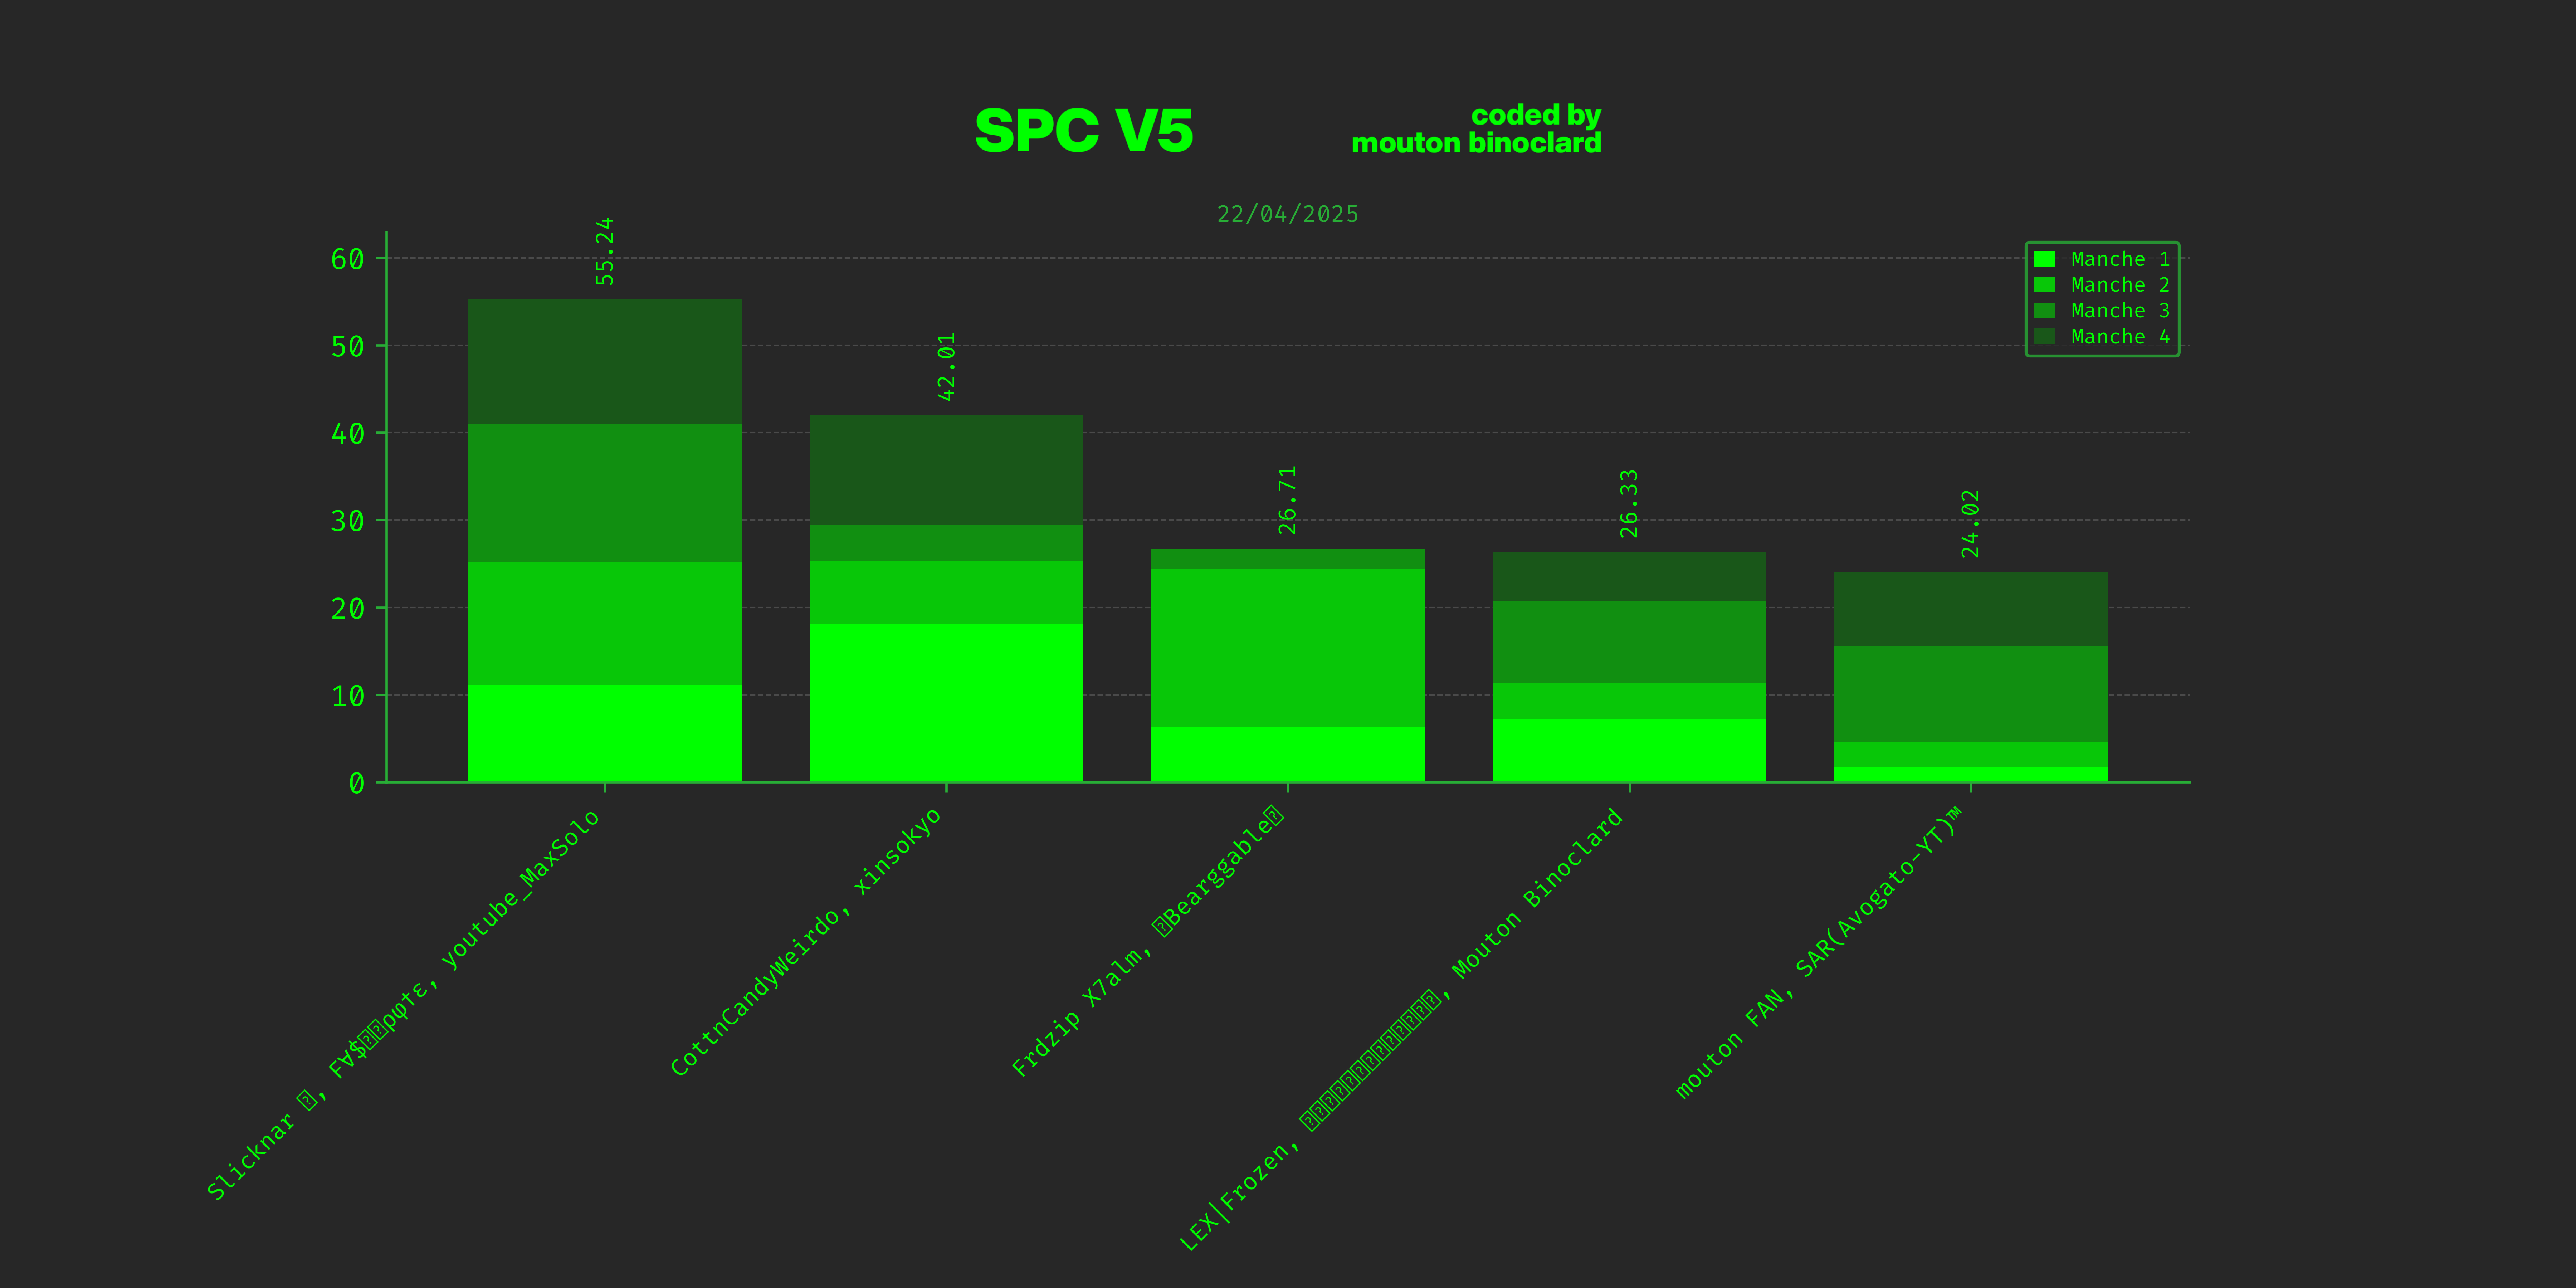 SPC V5
coded by
mouton binoclard
22/04/2025
60
50
40
30
20
10
0
55.24
42.01
26.71
26.33
24.02
Manche 1
Manche 2
Manche 3
Manche 4
Slicknar , F∀$ρφτε, youtube_MaxSolo
CottnCandyWeirdo, xinsokyo
Frdzip X7alm, Bearggable
LEX|Frozen, , Mouton Binoclard
mouton FAN, SAR(Avogato-YT)™